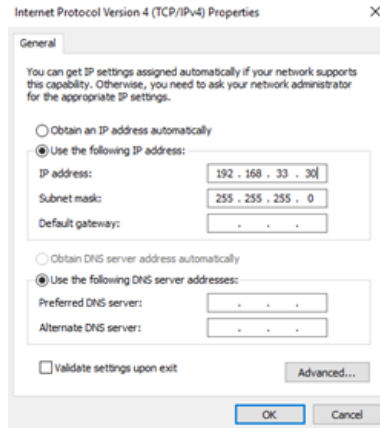 Internet Protocol Version 4 (TCP/IPv4) Properties
General
You can get IP settings assigned automatically if your network supports
this capability. Otherwise, you need to ask your network administrator
for the appropriate IP settings.
Obtain an IP address automatically
Use the following IP address:
IP address: 192 . 168 . 33 . 30
Subnet mask: 255 . 255 . 255 . 0
Default gateway: . . .
Obtain DNS server address automatically
Use the following DNS server addresses:
Preferred DNS server: . . .
Alternate DNS server: . . .
Validate settings upon exit
Advanced...
OK Cancel